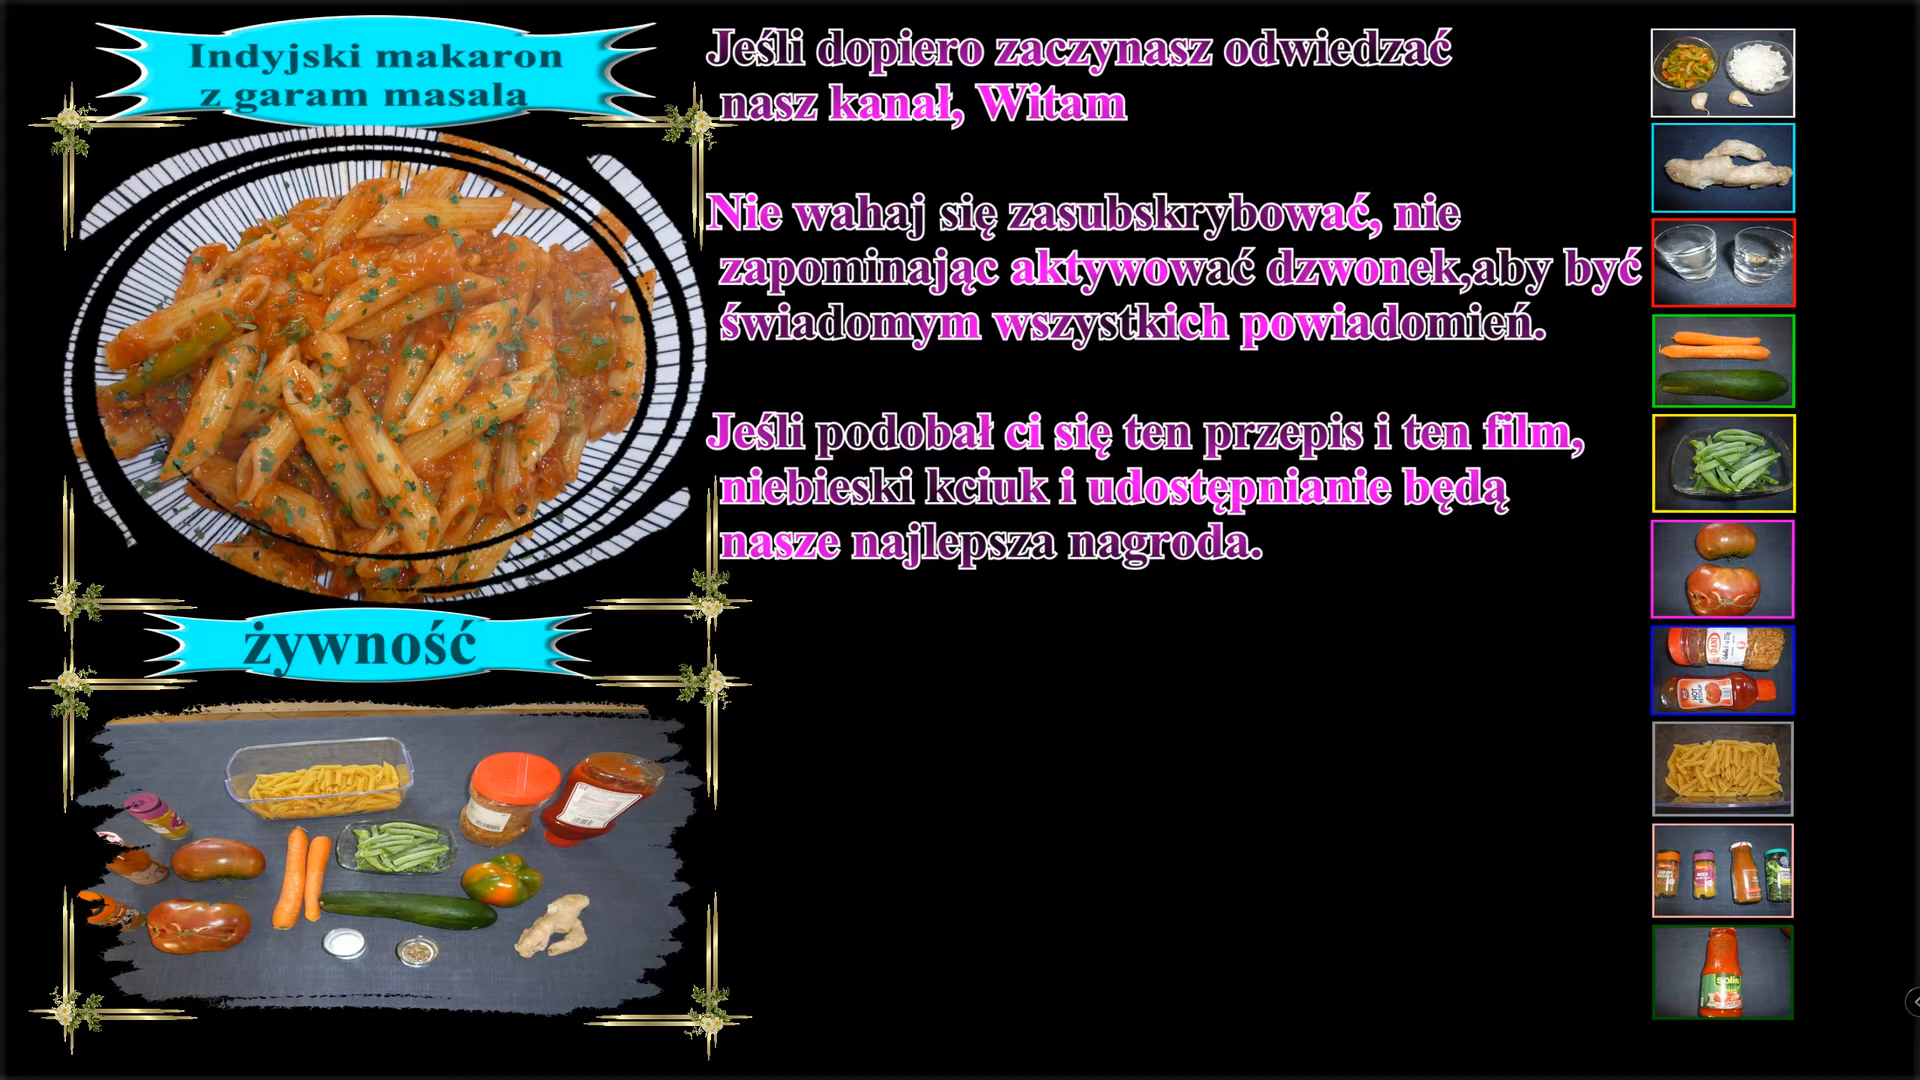 Indyjski makaron
z garam masala
Jeśli dopiero zaczynasz odwiedzać
nasz kanał, Witam
Nie wahaj się zasubskrybować, nie
zapominając aktywować dzwonek,aby być
świadomym wszystkich powiadomień.
Jeśli podobał ci się ten przepis i ten film,
niebieski kciuk i udostępnianie będą
nasze najlepsza nagroda.
żywność
DANI
HOT